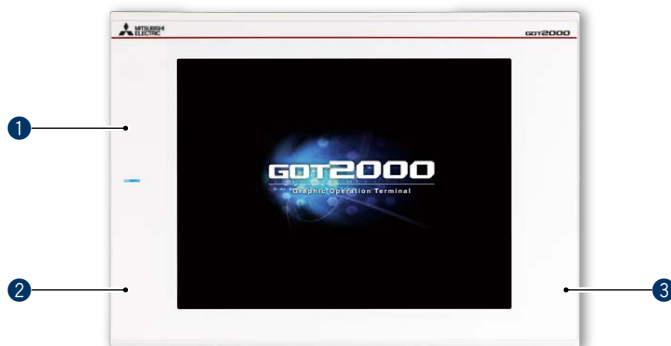 MITSUBISHI
ELECTRIC
GOT2000
1
GOT2000
Graphic Operation Terminal
2
3